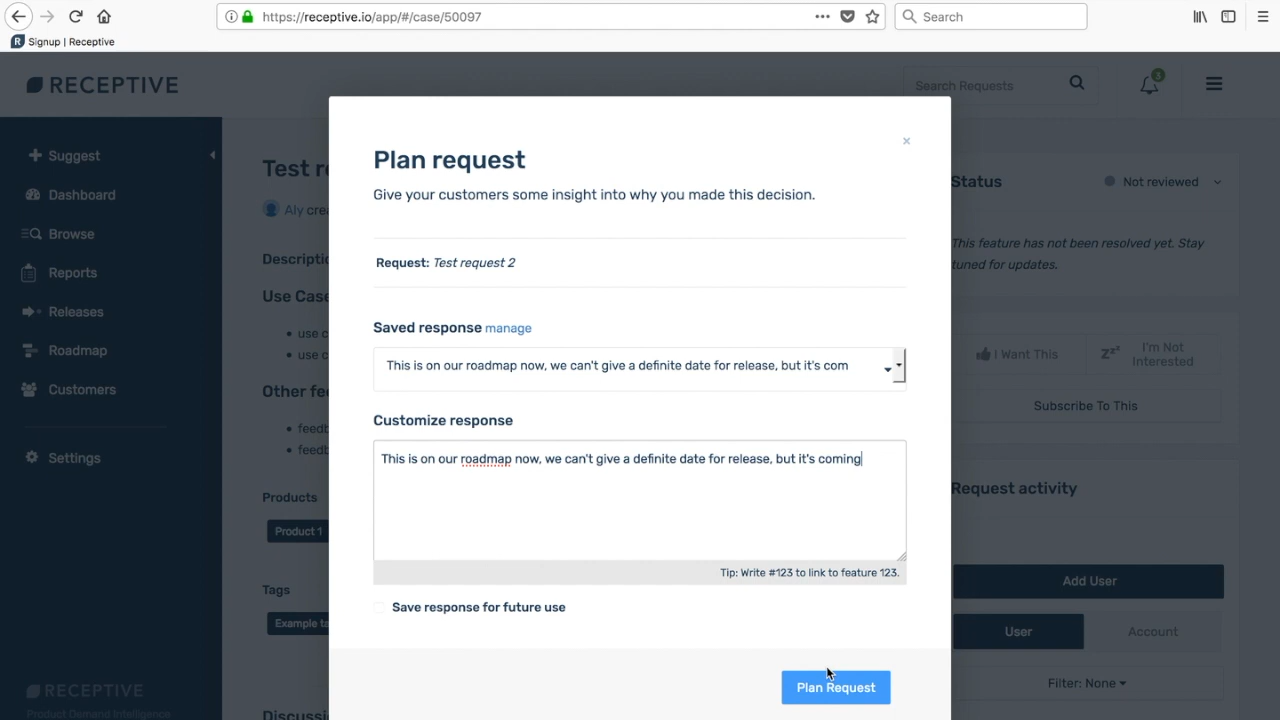 https://receptive.io/app/#/case/50097
Search
Signup | Receptive
RECEPTIVE
Search Requests
3
Suggest
Dashboard
Browse
Reports
Releases
Roadmap
Customers
Settings
Products
Product 1
Tags
Example
RECEPTIVE
Product Demand Intelligence
Test
Aly
Use
Other
Plan request
×
Give your customers some insight into why you made this decision.
Request: Test request 2
Saved response manage
This is on our roadmap now, we can't give a definite date for release, but it's com
Customize response
This is on our roadmap now, we can't give a definite date for release, but it's coming
Tip: Write #123 to link to feature 123.
Save response for future use
Plan Request
Status
Not reviewed
This feature has not been resolved yet. Stay
tuned for updates.
I Want This
I'm Not
Interested
Subscribe To This
Request activity
Add User
User
Account
Filter: None